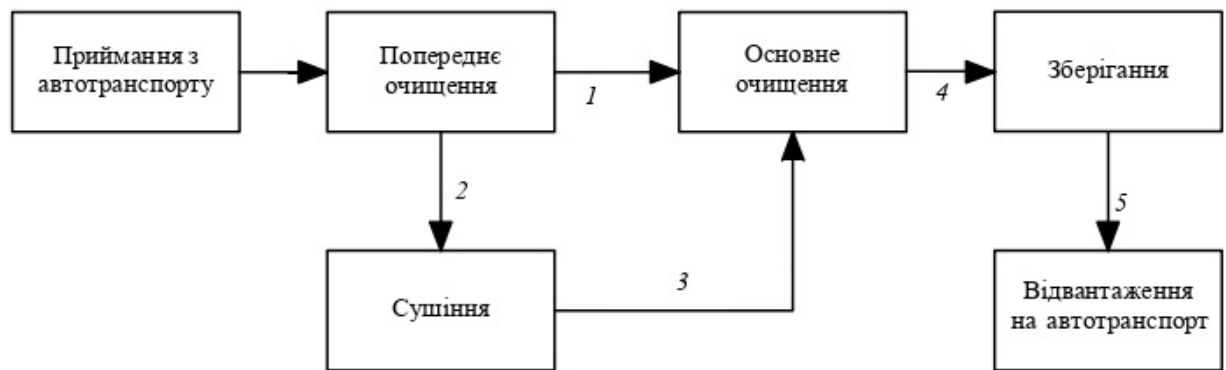 Приймання з
автотранспорту
Попереднє
очищення
1
Основне
очищення
4
Зберігання
2
5
Сушіння
3
Відвантаження
на автотранспорт